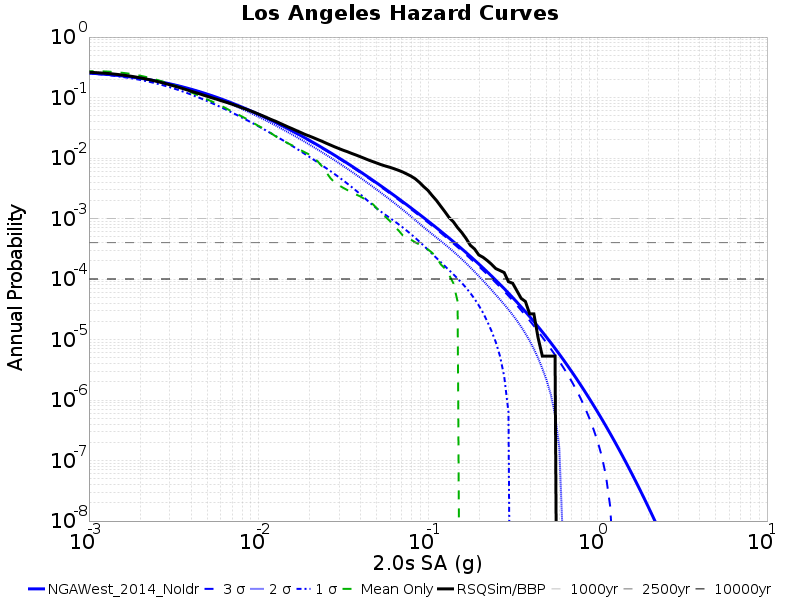 Los Angeles Hazard Curves
10^0
10^-1
10^-2
10^-3
10^-4
10^-5
10^-6
10^-7
10^-8
Annual Probability
10^-3 10^-2 10^-1 10^0 10^1
2.0s SA (g)
NGAWest_2014_NoIdr 3 σ 2 σ 1 σ Mean Only RSQSim/BBP 1000yr 2500yr 10000yr